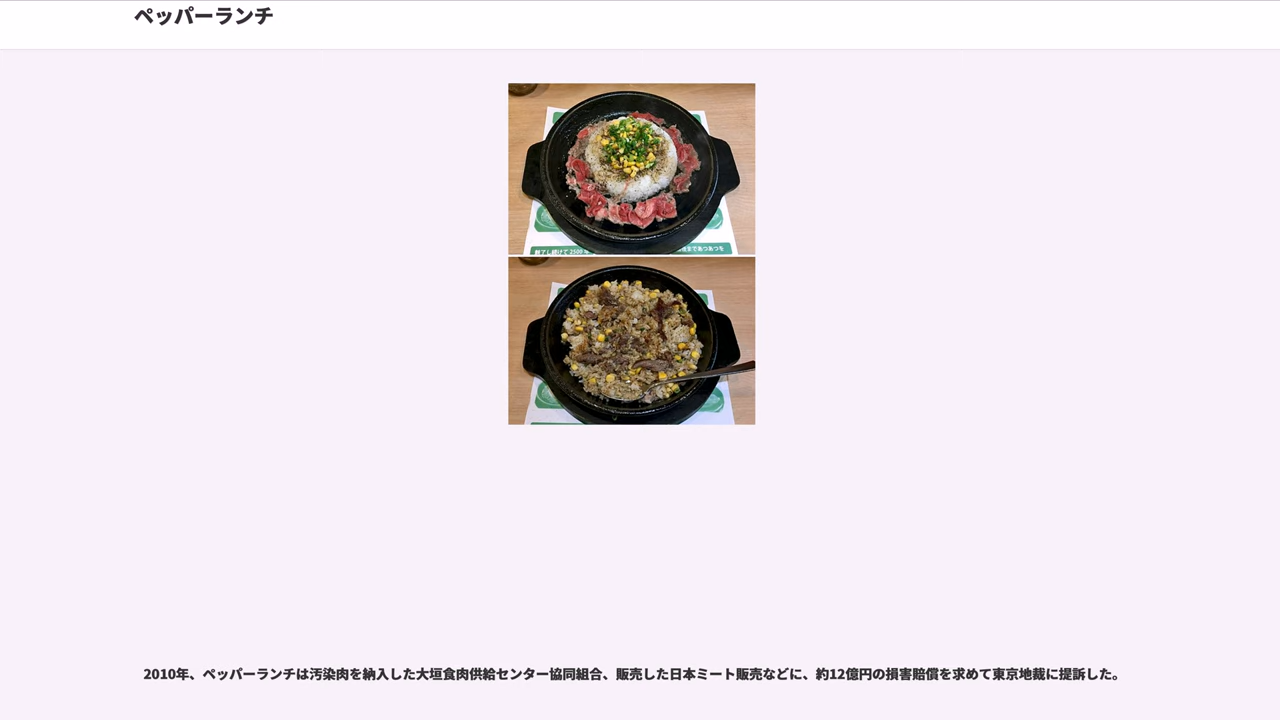 ペッパーランチ
2010年、ペッパーランチは汚染肉を納入した大垣食肉供給センター協同組合、販売した日本ミート販売などに、約12億円の損害賠償を求めて東京地裁に提訴した。